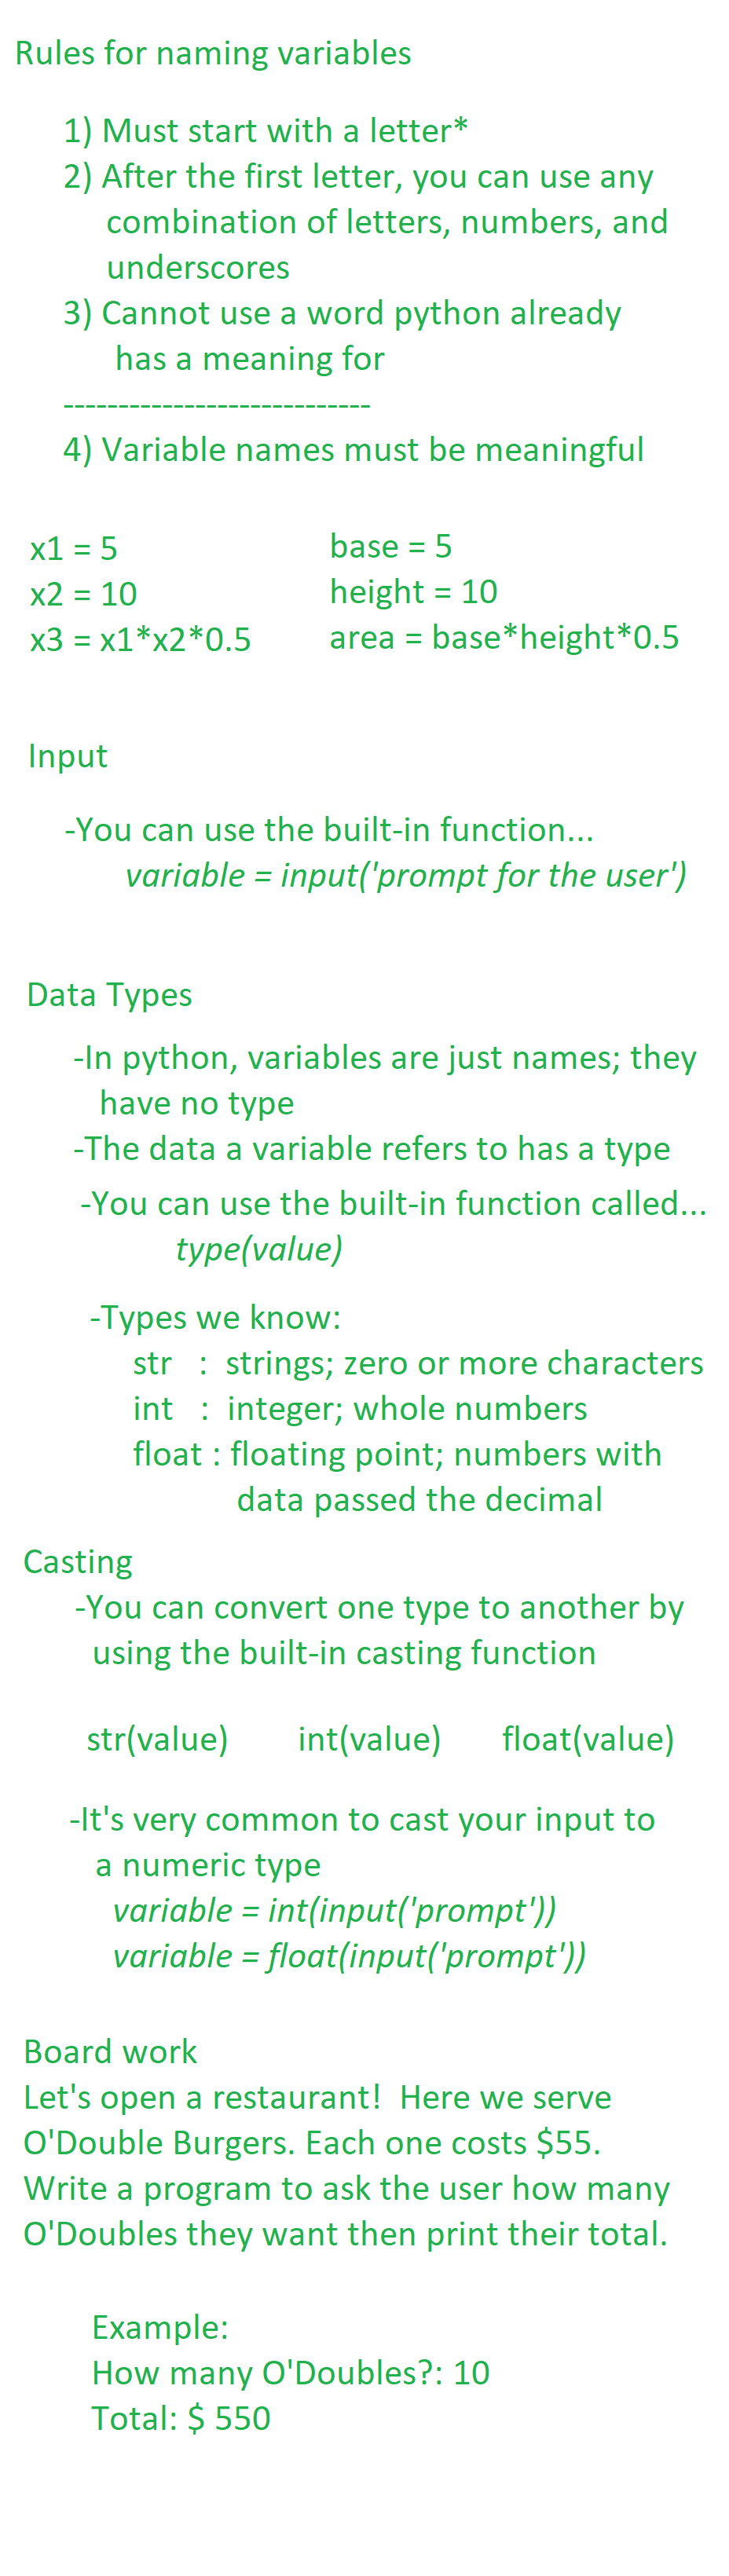 Rules for naming variables
1) Must start with a letter*
2) After the first letter, you can use any
combination of letters, numbers, and
underscores
3) Cannot use a word python already
has a meaning for
----------------------------
4) Variable names must be meaningful
x1 = 5
x2 = 10
x3 = x1*x2*0.5
base = 5
height = 10
area = base*height*0.5
Input
-You can use the built-in function...
variable = input('prompt for the user')
Data Types
-In python, variables are just names; they
have no type
-The data a variable refers to has a type
-You can use the built-in function called...
type(value)
-Types we know:
str : strings; zero or more characters
int : integer; whole numbers
float : floating point; numbers with
data passed the decimal
Casting
-You can convert one type to another by
using the built-in casting function
str(value) int(value) float(value)
-It's very common to cast your input to
a numeric type
variable = int(input('prompt'))
variable = float(input('prompt'))
Board work
Let's open a restaurant! Here we serve
O'Double Burgers. Each one costs $55.
Write a program to ask the user how many
O'Doubles they want then print their total.
Example:
How many O'Doubles?: 10
Total: $ 550